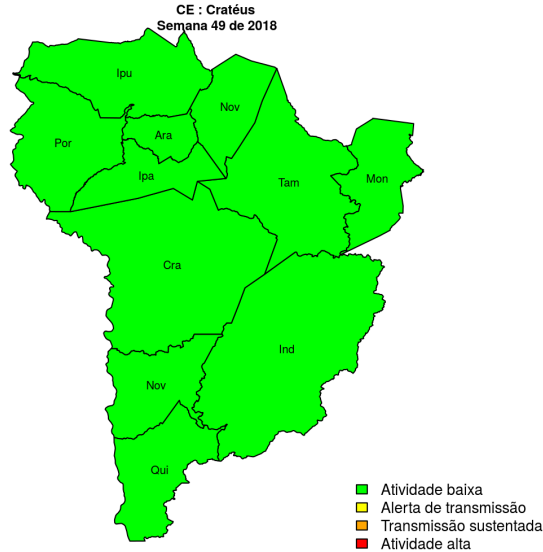 CE : Cratéus
Semana 49 de 2018
Ipu
Nov
Ara
Por
Ipa
Mon
Tam
Cra
Ind
Nov
Qui
Atividade baixa
Alerta de transmissão
Transmissão sustentada
Atividade alta